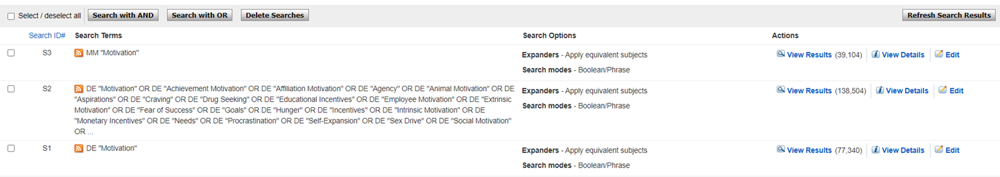 Select / deselect all Search with AND Search with OR Delete Searches Refresh Search Results
Search ID# Search Terms Search Options Actions
S3 MM "Motivation" Expanders - Apply equivalent subjects View Results (39,104) View Details Edit
Search modes - Boolean/Phrase
S2 DE "Motivation" OR DE "Achievement Motivation" OR DE "Affiliation Motivation" OR DE "Agency" OR DE "Animal Motivation" OR DE Expanders - Apply equivalent subjects View Results (138,504) View Details Edit
"Aspirations" OR DE "Craving" OR DE "Drug Seeking" OR DE "Educational Incentives" OR DE "Employee Motivation" OR DE "Extrinsic Search modes - Boolean/Phrase
Motivation" OR DE "Fear of Success" OR DE "Goals" OR DE "Hunger" OR DE "Incentives" OR DE "Intrinsic Motivation" OR DE
"Monetary Incentives" OR DE "Needs" OR DE "Procrastination" OR DE "Self-Expansion" OR DE "Sex Drive" OR DE "Social Motivation"
OR ...
S1 DE "Motivation" Expanders - Apply equivalent subjects View Results (77,340) View Details Edit
Search modes - Boolean/Phrase